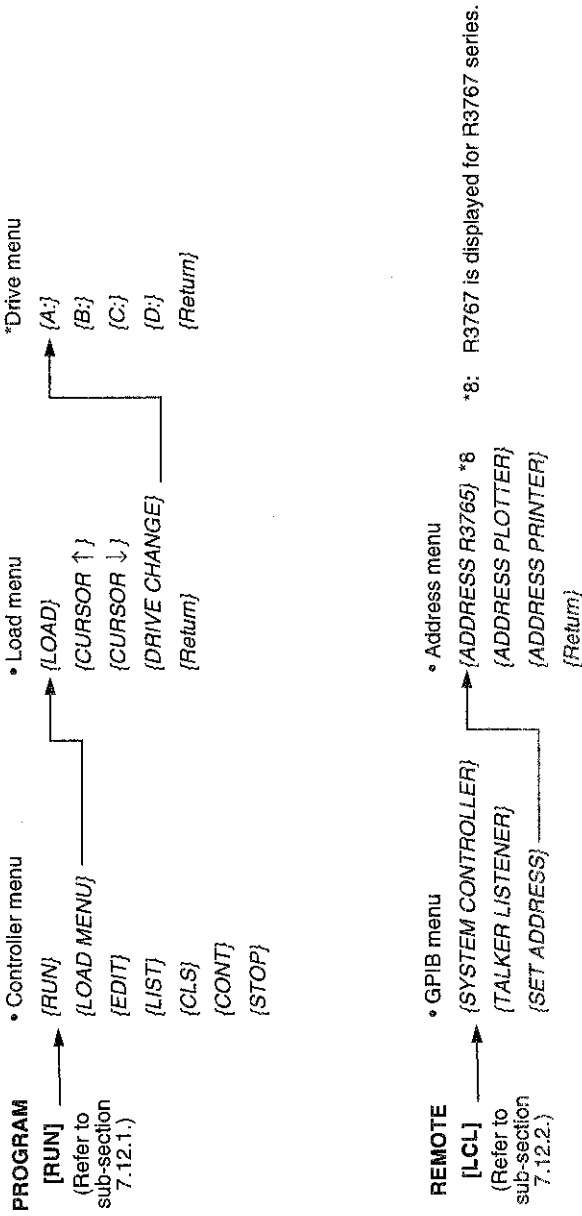 PROGRAM
[RUN]
(Refer to
sub-section
7.12.1.)
• Controller menu
{RUN}
{LOAD MENU}
{EDIT}
{LIST}
{CLS}
{CONT}
{STOP}
• Load menu
{LOAD}
{CURSOR ↑}
{CURSOR ↓}
{DRIVE CHANGE}
{Return}
*Drive menu
{A:}
{B:}
{C:}
{D:}
{Return}
REMOTE
[LCL]
(Refer to
sub-section
7.12.2.)
• GPIB menu
{SYSTEM CONTROLLER}
{TALKER LISTENER}
{SET ADDRESS}
• Address menu
{ADDRESS R3765} *8
{ADDRESS PLOTTER}
{ADDRESS PRINTER}
{Return}
*8: R3767 is displayed for R3767 series.